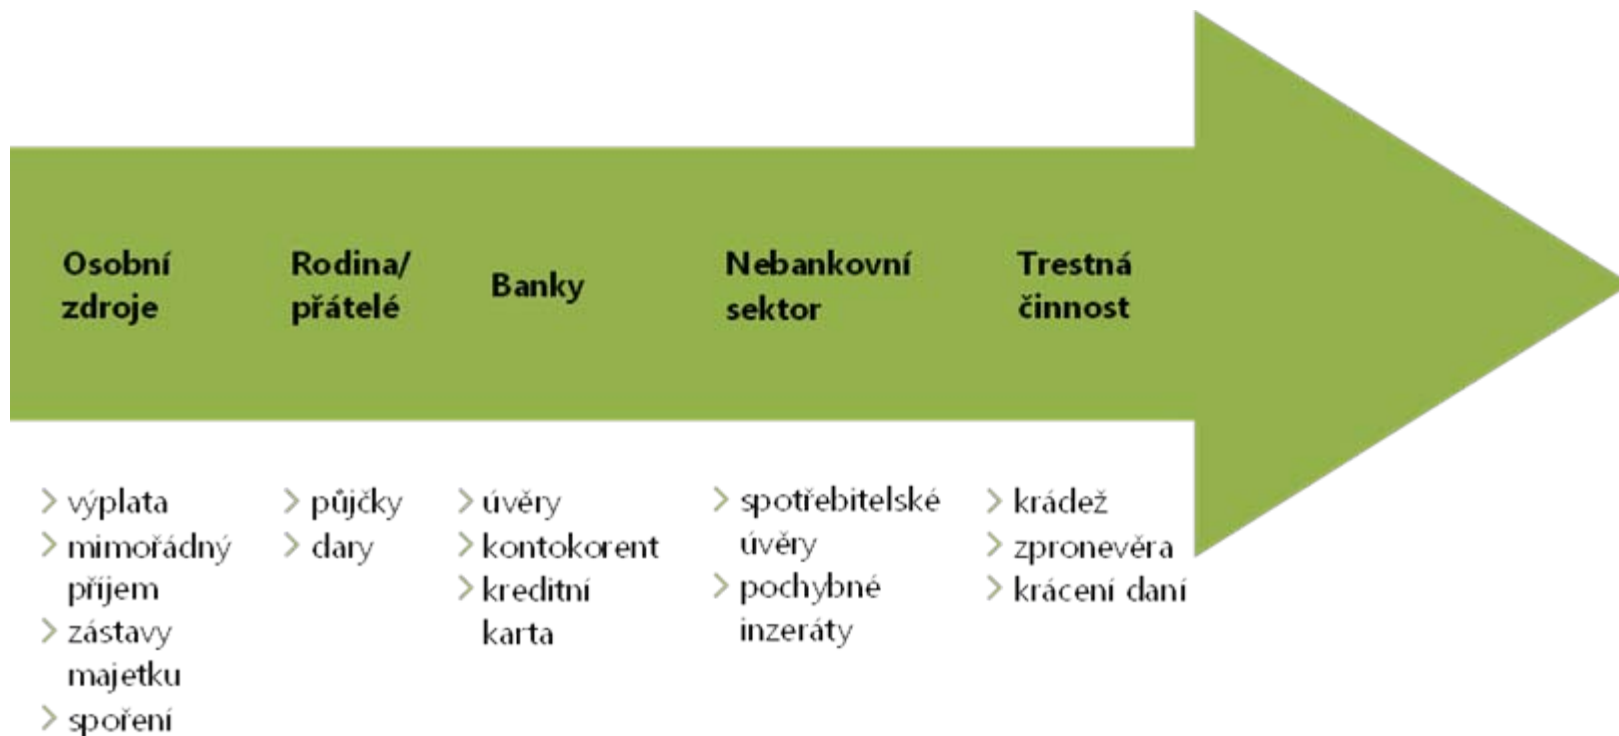 Osobní
zdroje
Rodina/
přátelé
Banky
Nebankovní
sektor
Trestná
činnost
výplata
mimořádný
příjem
zástavy
majetku
spoření
půjčky
dary
úvěry
kontokorent
kreditní
karta
spotřebitelské
úvěry
pochybné
inzeráty
krádež
zpronevěra
krácení daní